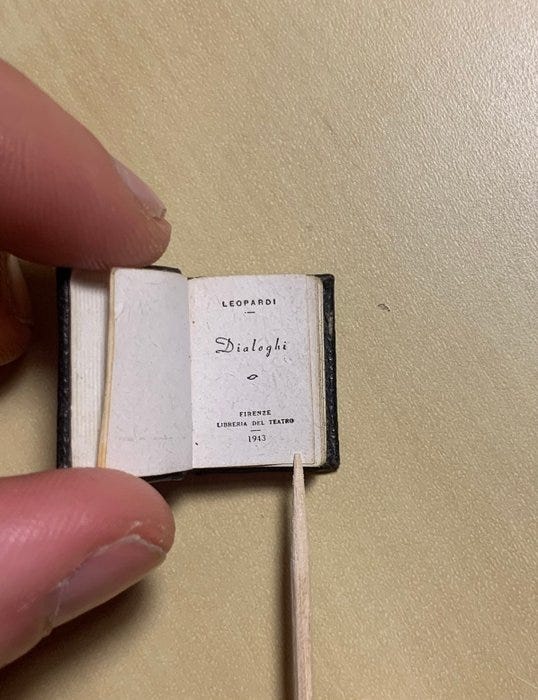 LEOPARDI
Dialoghi
FIRENZE
LIBRERIA DEL TEATRO
1943